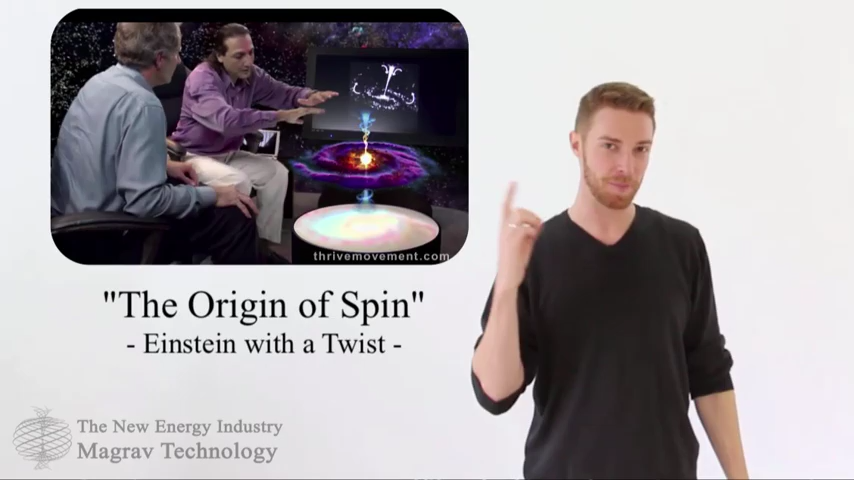 thrivemovement.com
"The Origin of Spin"
- Einstein with a Twist -
The New Energy Industry
Magrav Technology